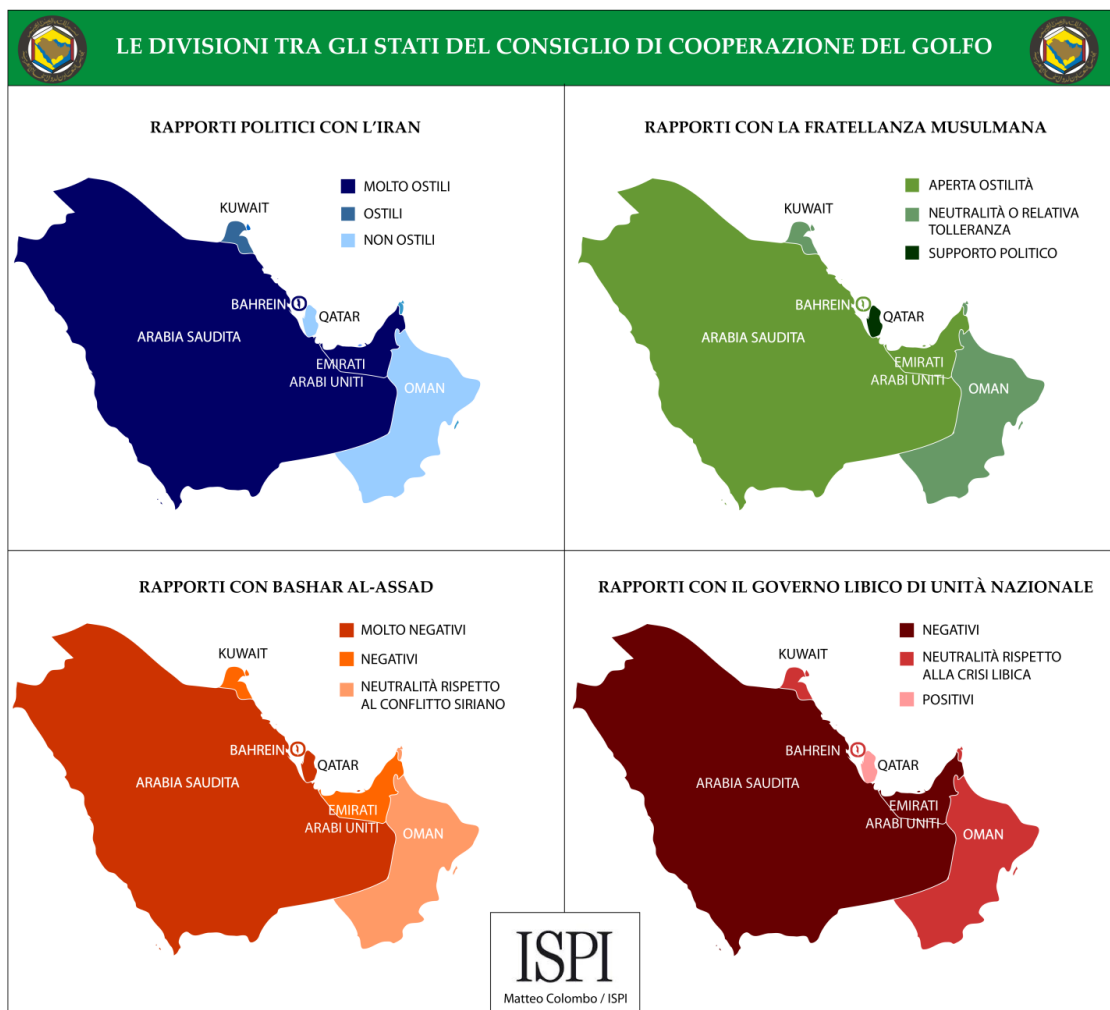 LE DIVISIONI TRA GLI STATI DEL CONSIGLIO DI COOPERAZIONE DEL GOLFO
RAPPORTI POLITICI CON L'IRAN
MOLTO OSTILI
OSTILI
NON OSTILI
KUWAIT
BAHREIN
QATAR
ARABIA SAUDITA
EMIRATI
ARABI UNITI
OMAN
RAPPORTI CON LA FRATELLANZA MUSULMANA
APERTA OSTILITÀ
NEUTRALITÀ O RELATIVA
TOLLERANZA
SUPPORTO POLITICO
KUWAIT
BAHREIN
QATAR
ARABIA SAUDITA
EMIRATI
ARABI UNITI
OMAN
RAPPORTI CON BASHAR AL-ASSAD
MOLTO NEGATIVI
NEGATIVI
NEUTRALITÀ RISPETTO
AL CONFLITTO SIRIANO
KUWAIT
BAHREIN
QATAR
ARABIA SAUDITA
EMIRATI
ARABI UNITI
OMAN
RAPPORTI CON IL GOVERNO LIBICO DI UNITÀ NAZIONALE
NEGATIVI
NEUTRALITÀ RISPETTO
ALLA CRISI LIBICA
POSITIVI
KUWAIT
BAHREIN
QATAR
ARABIA SAUDITA
EMIRATI
ARABI UNITI
OMAN
ISPI
Matteo Colombo / ISPI